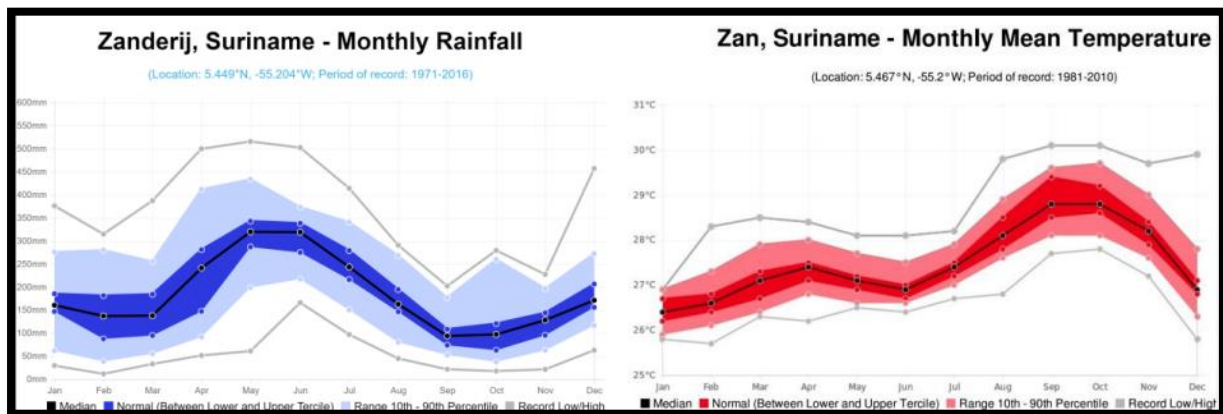 Zanderij, Suriname - Monthly Rainfall
(Location: 5.449°N, -55.204°W; Period of record: 1971-2016)
600mm
550mm
500mm
450mm
400mm
350mm
300mm
250mm
200mm
150mm
100mm
50mm
0mm
Jan Feb Mar Apr May Jun Jul Aug Sep Oct Nov Dec
Median Normal (Between Lower and Upper Tercile) Range 10th - 90th Percentile Record Low/High
Zan, Suriname - Monthly Mean Temperature
(Location: 5.467°N, -55.2°W; Period of record: 1981-2010)
31°C
30°C
28°C
27°C
26°C
25°C
Jan Feb Mar Apr May Jun Jul Aug Sep Oct Nov Dec
Median Normal (Between Lower and Upper Tercile) Range 10th - 90th Percentile Record Low/High